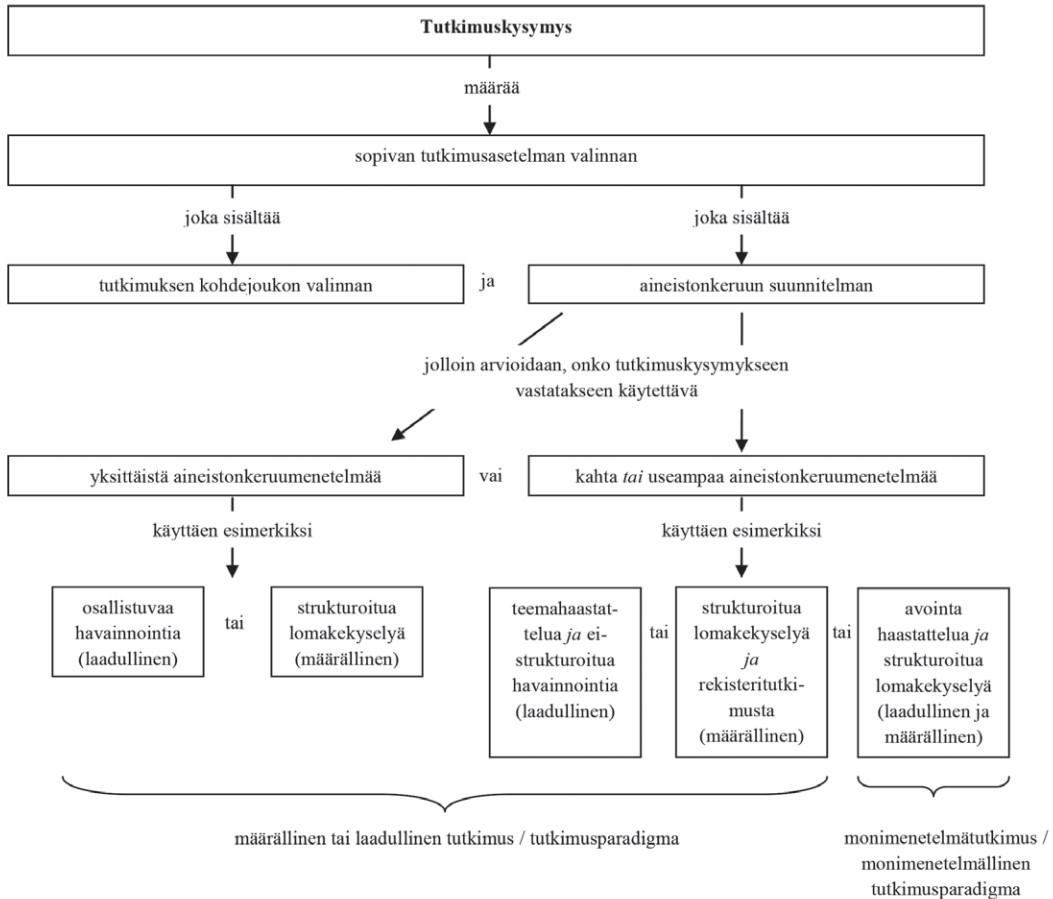 Tutkimuskysymys
määrää
sopivan tutkimusasetelman valinnan
joka sisältää
joka sisältää
tutkimuksen kohdejoukon valinnan
ja
aineistonkeruun suunnitelman
jolloin arvioidaan, onko tutkimuskysymykseen
vastatakseen käytettävä
yksittäistä aineistonkeruumenetelmää
vai
kahta tai useampaa aineistonkeruumenetelmää
käyttäen esimerkiksi
käyttäen esimerkiksi
osallistuvaa
havainnointia
(laadullinen)
tai
strukturoitua
lomakekyselyä
(määrällinen)
teemahaastat-
telua ja ei-
strukturoitua
havainnointia
(laadullinen)
tai
strukturoitua
lomakekyselyä
ja
rekisteritutki-
musta
(määrällinen)
tai
avointa
haastattelua ja
strukturoitua
lomakekyselyä
(laadullinen ja
määrällinen)
määrällinen tai laadullinen tutkimus / tutkimusparadigma
monimenetelmätutkimus /
monimenetelmällinen
tutkimusparadigma